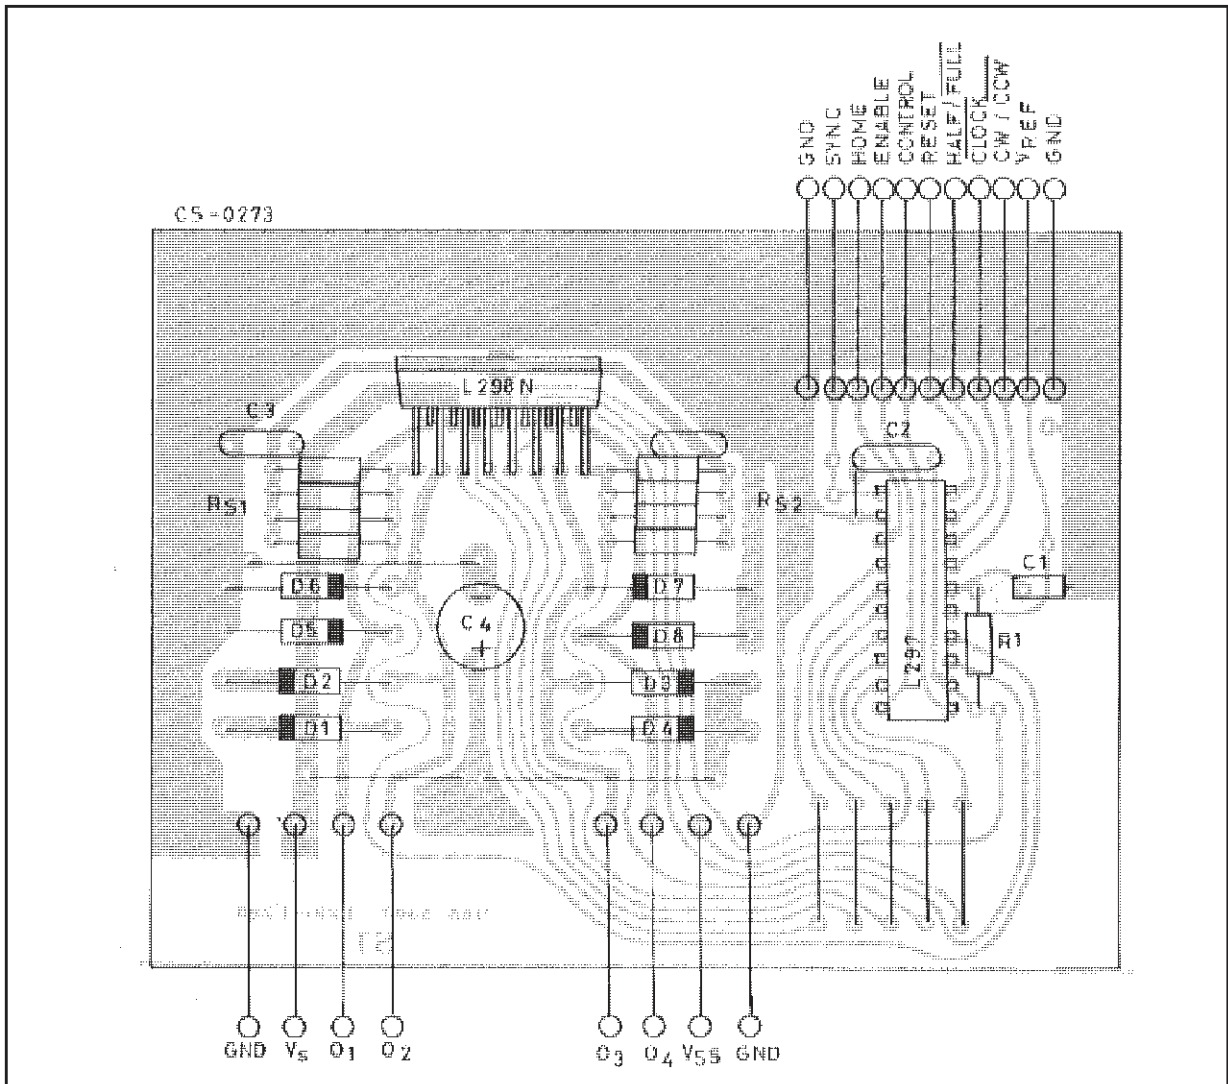 GND
SYNC
HOME
ENABLE
CONTROL
RESET
HALF/FULL
CLOCK
CW/CCW
VREF
GND
CS-0273
L298N
C3
C2
RS1
RS2
C1
D6
D7
C4
D5
D8
R1
L297
D2
D3
D1
D4
GND
VS
O1
O2
O3
O4
VSS
GND